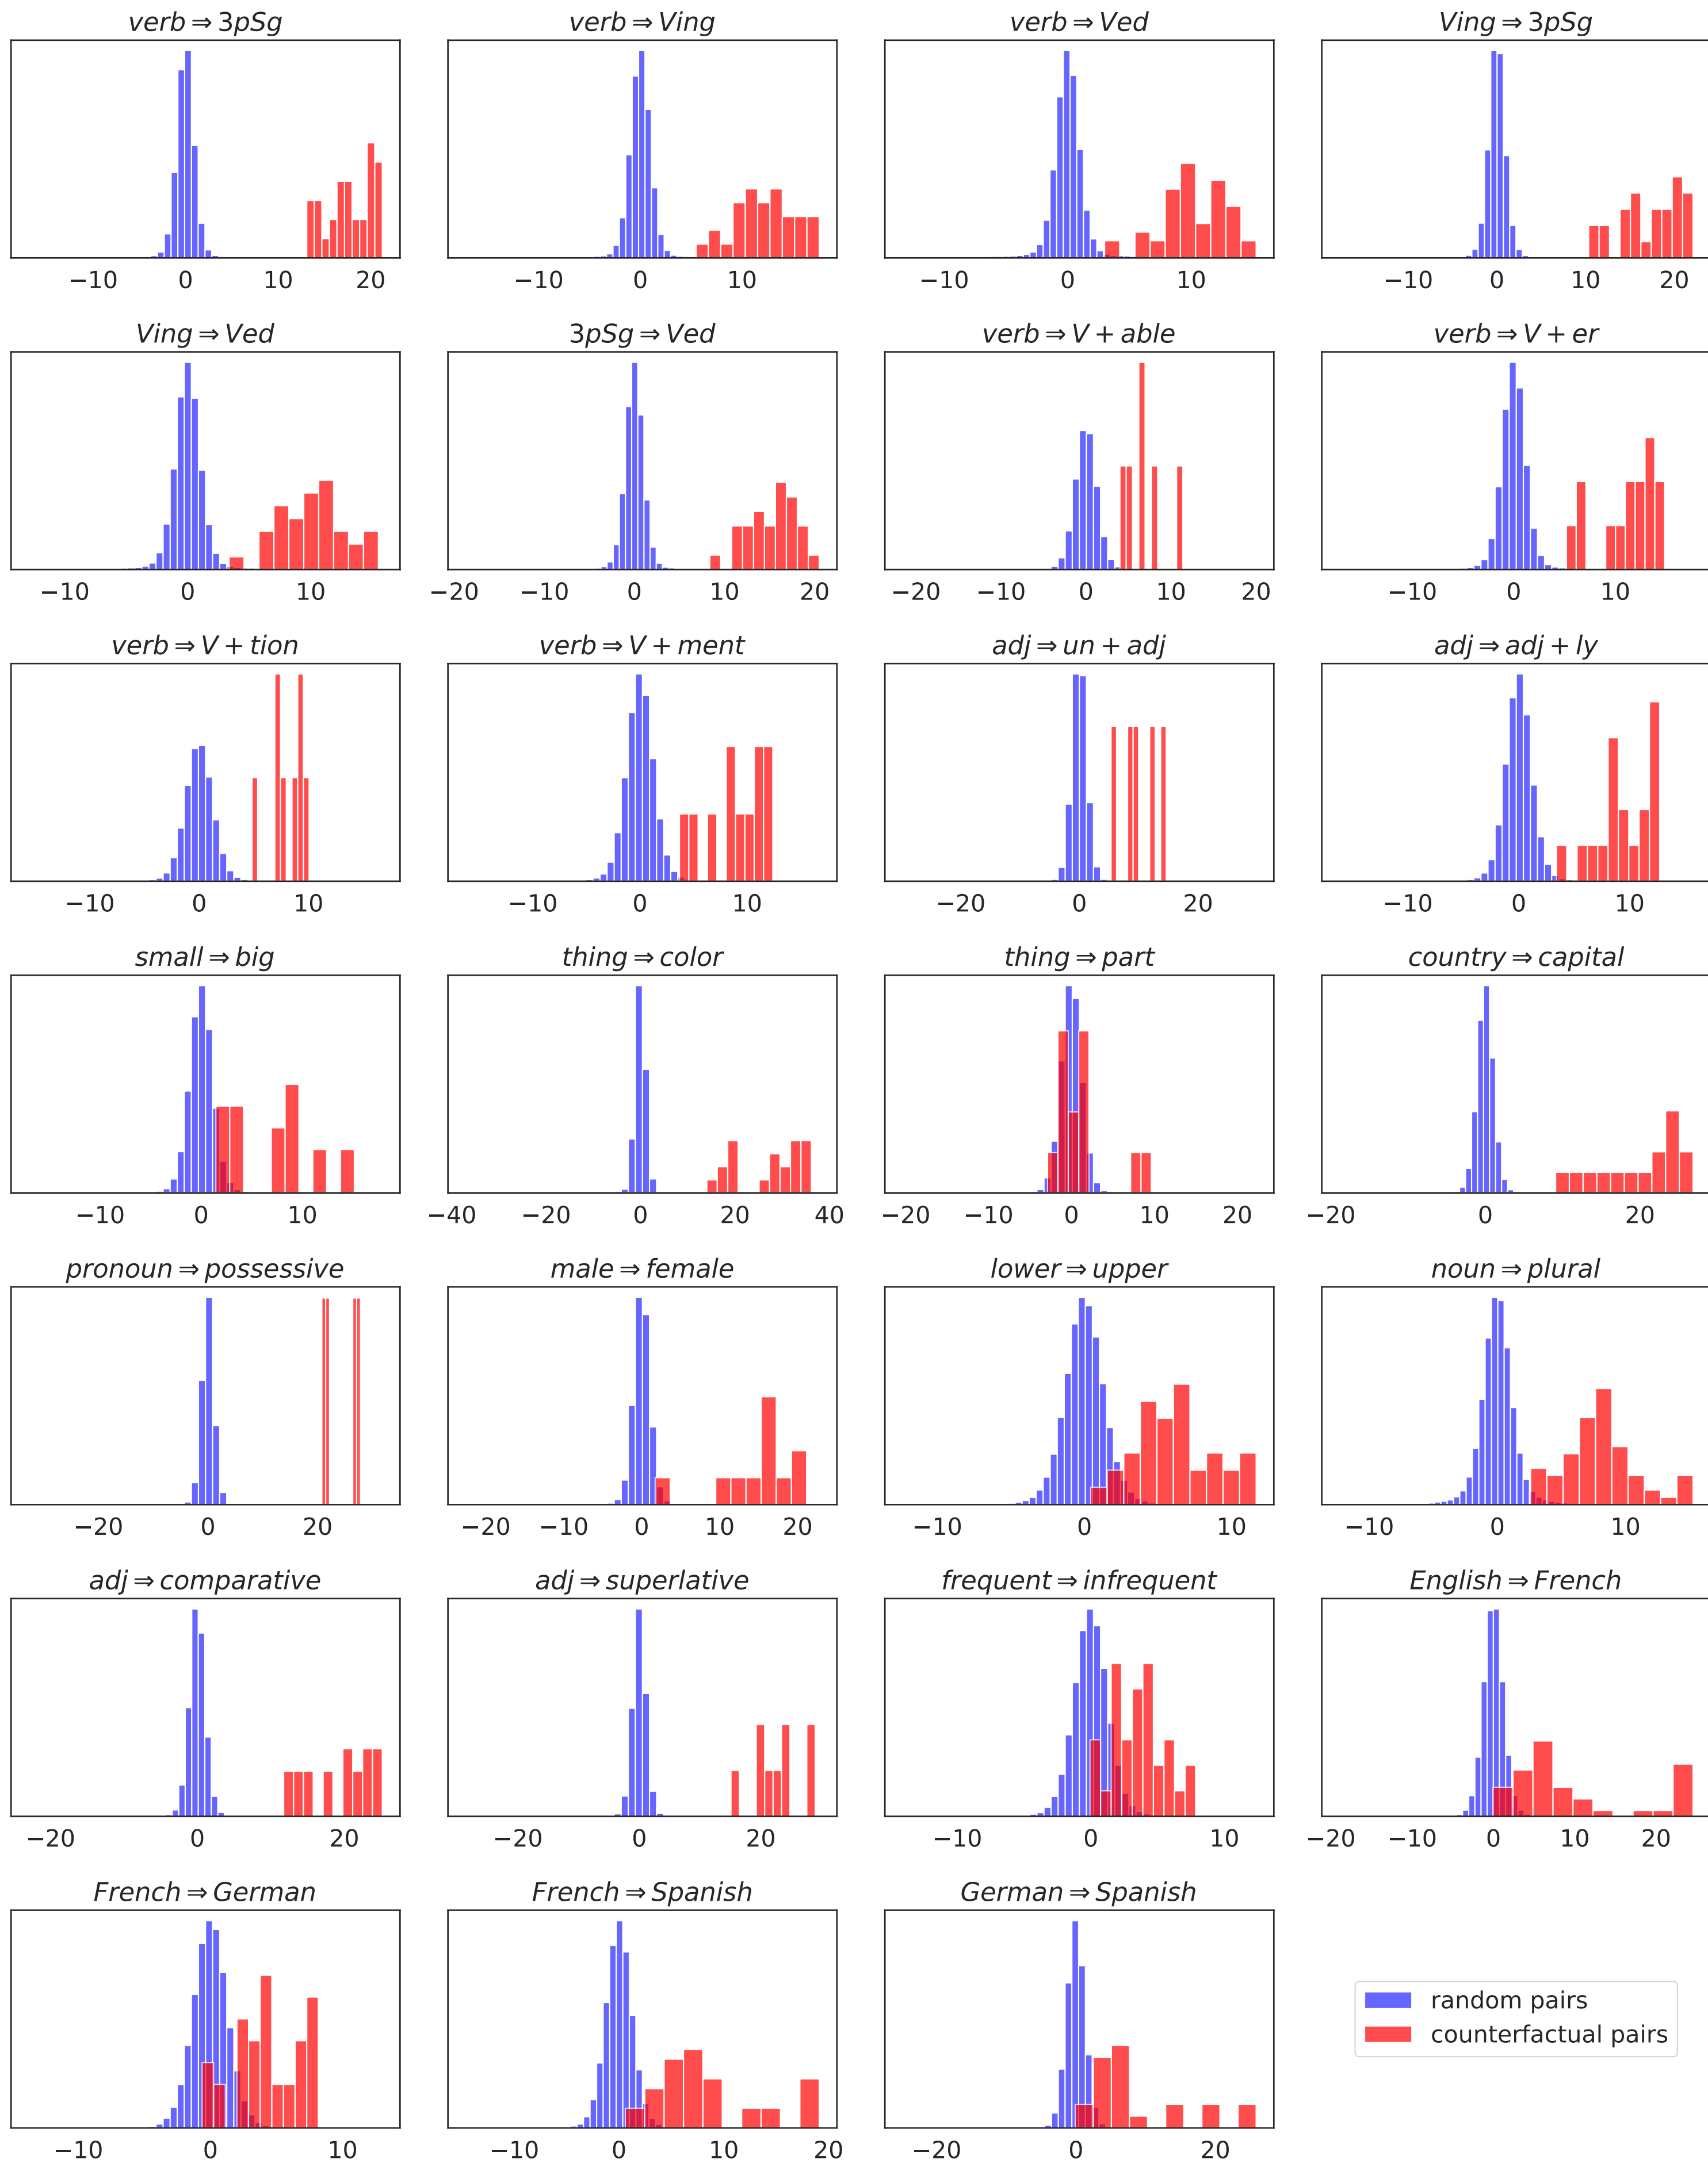 verb ⇒ 3pSg
verb ⇒ Ving
verb ⇒ Ved
Ving ⇒ 3pSg
−10 0 10 20
−10 0 10
−10 0 10
−10 0 10 20
Ving ⇒ Ved
3pSg ⇒ Ved
verb ⇒ V + able
verb ⇒ V + er
−10 0 10
−20 −10 0 10 20
−20 −10 0 10 20
−10 0 10
verb ⇒ V + tion
verb ⇒ V + ment
adj ⇒ un + adj
adj ⇒ adj + ly
−10 0 10
−10 0 10
−20 0 20
−10 0 10
small ⇒ big
thing ⇒ color
thing ⇒ part
country ⇒ capital
−10 0 10
−40 −20 0 20 40
−20 −10 0 10 20
−20 0 20
pronoun ⇒ possessive
male ⇒ female
lower ⇒ upper
noun ⇒ plural
−20 0 20
−20 −10 0 10 20
−10 0 10
−10 0 10
adj ⇒ comparative
adj ⇒ superlative
frequent ⇒ infrequent
English ⇒ French
−20 0 20
−20 0 20
−10 0 10
−20 −10 0 10 20
French ⇒ German
French ⇒ Spanish
German ⇒ Spanish
−10 0 10
−10 0 10 20
−20 0 20
random pairs
counterfactual pairs